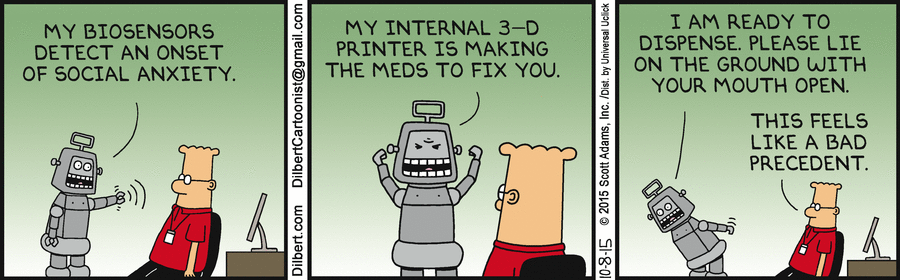 MY BIOSENSORS
DETECT AN ONSET
OF SOCIAL ANXIETY.
Dilbert.com DilbertCartoonist@gmail.com
MY INTERNAL 3-D
PRINTER IS MAKING
THE MEDS TO FIX YOU.
10-8-15 © 2015 Scott Adams, Inc. /Dist. by Universal Uclick
I AM READY TO
DISPENSE. PLEASE LIE
ON THE GROUND WITH
YOUR MOUTH OPEN.
THIS FEELS
LIKE A BAD
PRECEDENT.